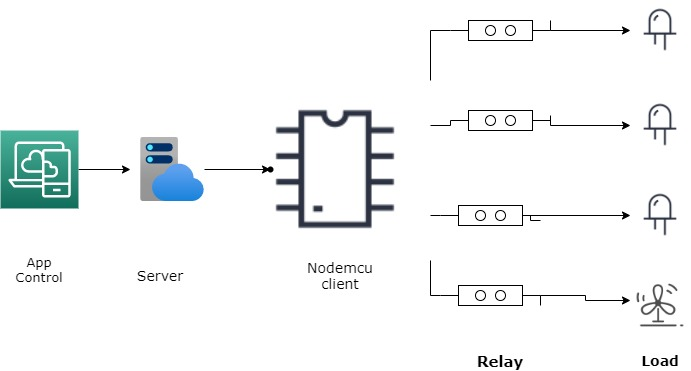 App
Control
Server
Nodemcu
client
Relay
Load